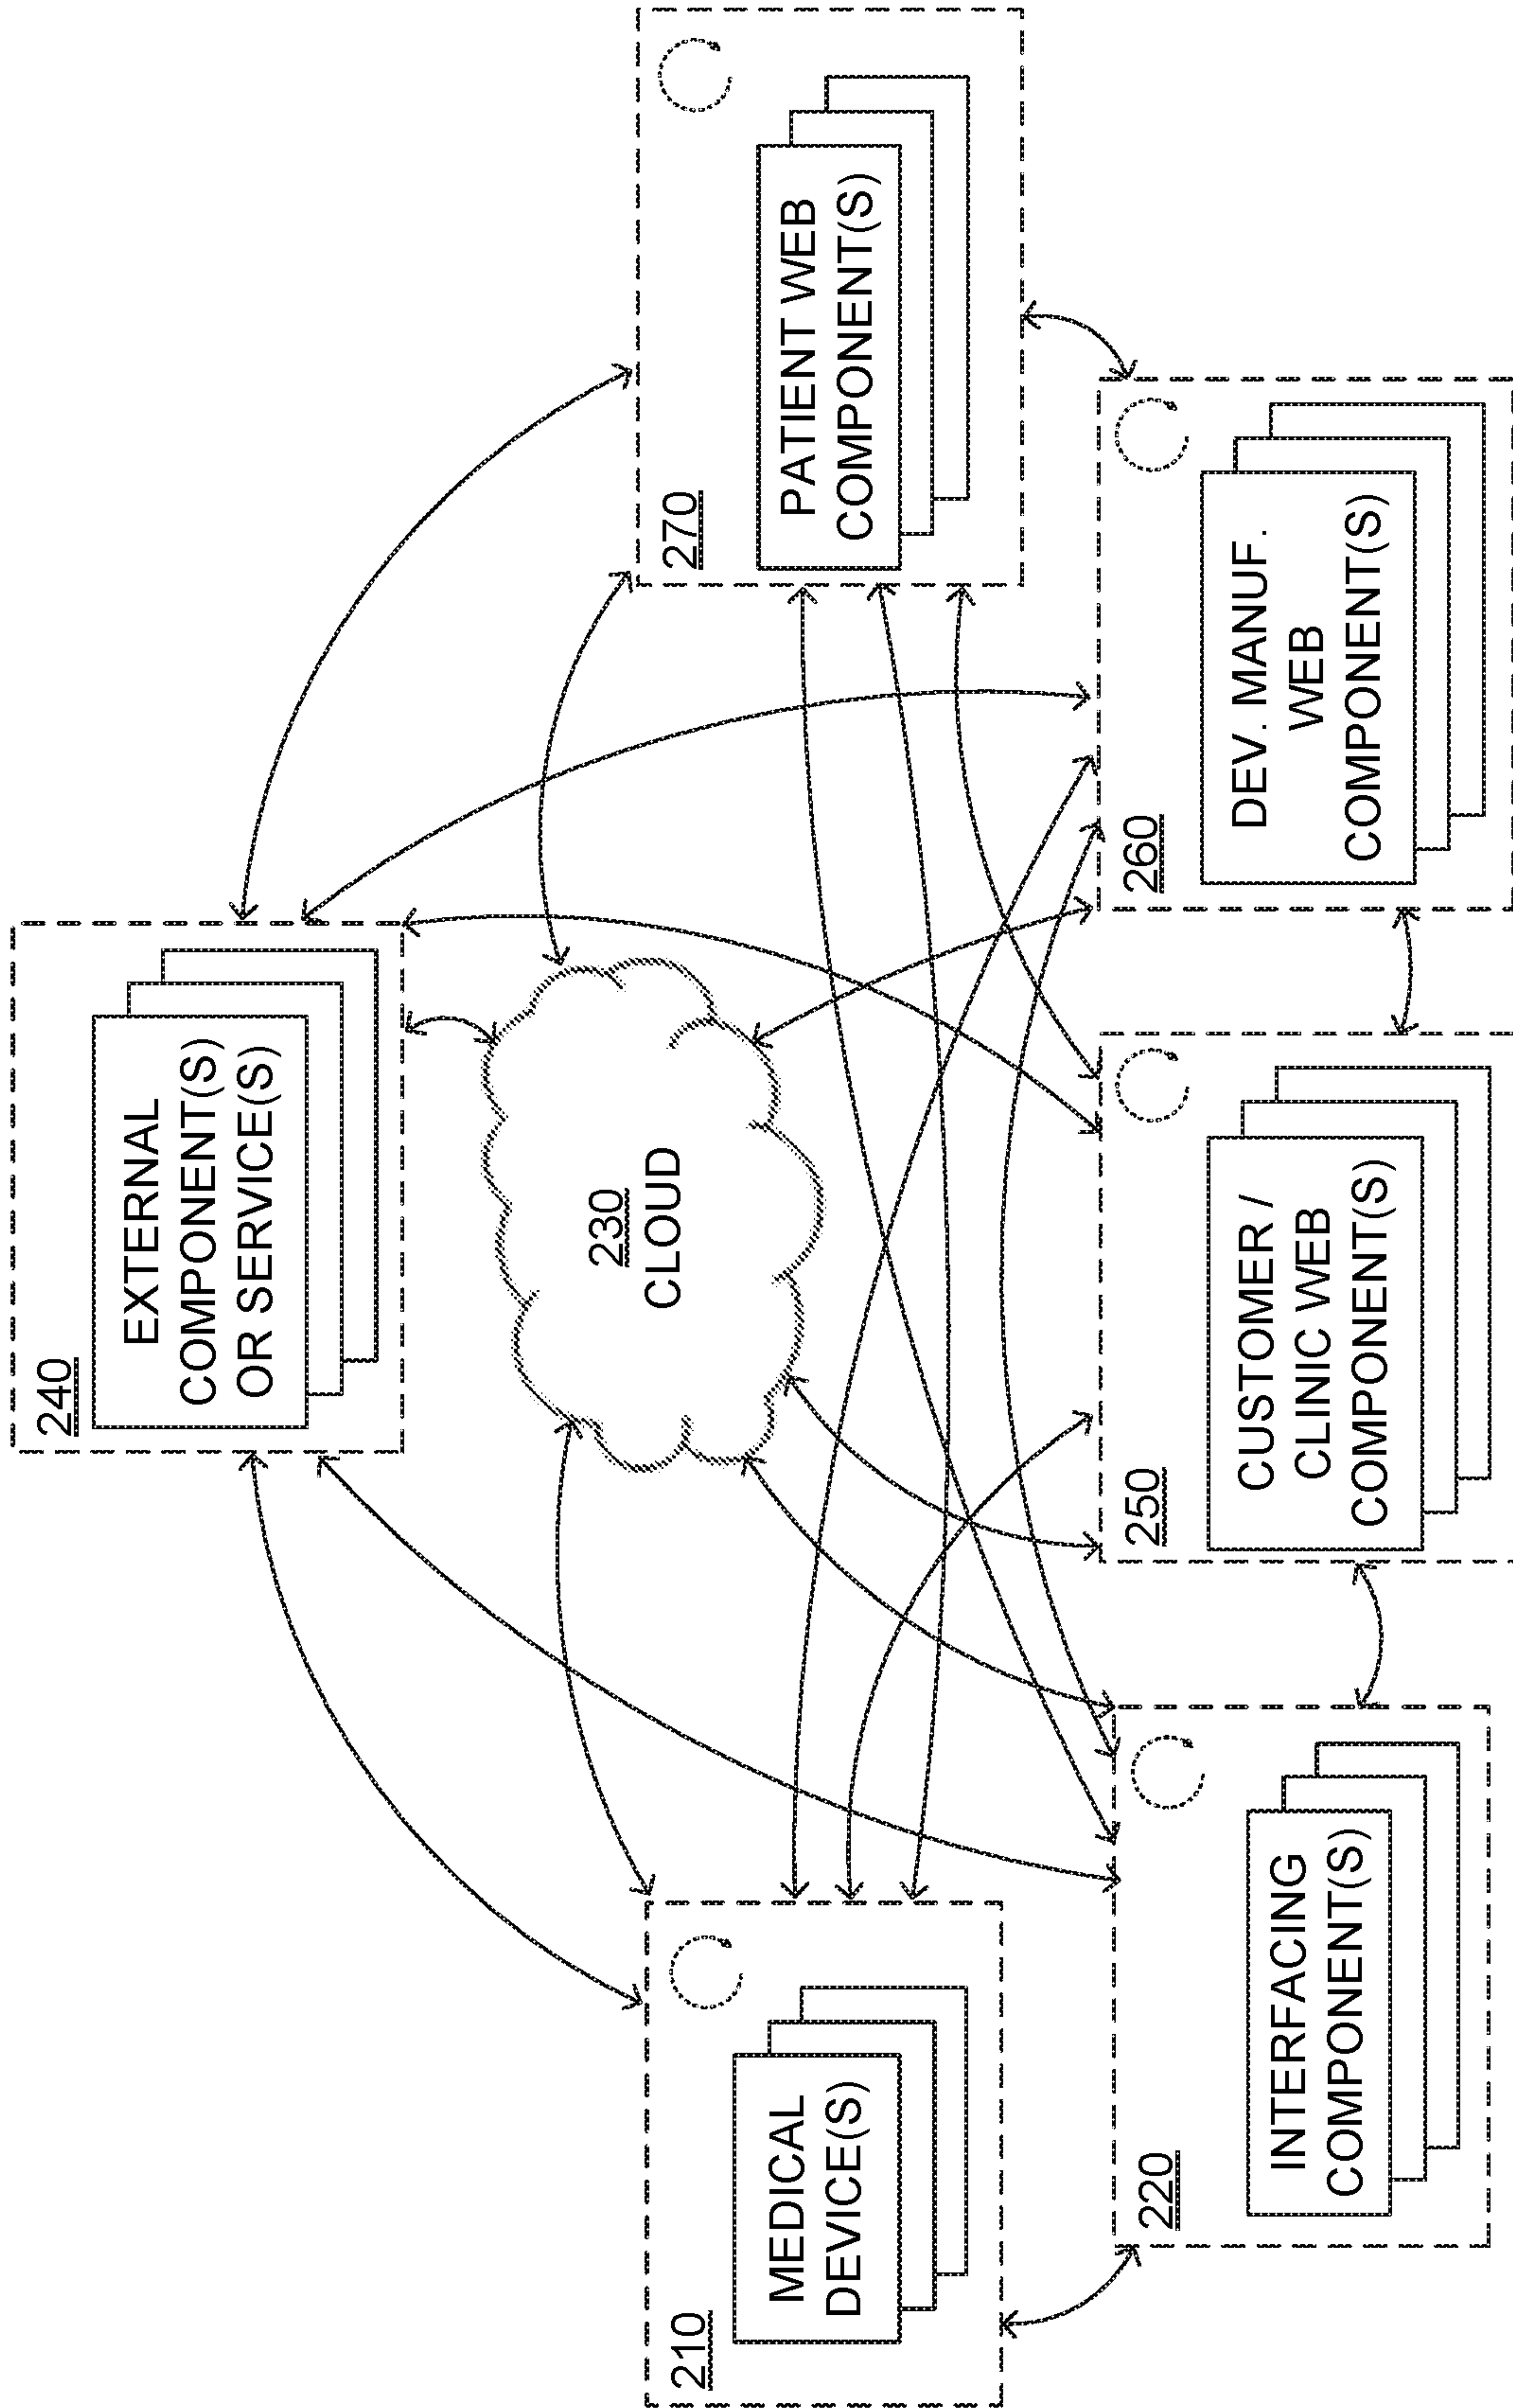 240
EXTERNAL
COMPONENT(S)
OR SERVICE(S)
230
CLOUD
210
MEDICAL
DEVICE(S)
270
PATIENT WEB
COMPONENT(S)
220
INTERFACING
COMPONENT(S)
250
CUSTOMER /
CLINIC WEB
COMPONENT(S)
260
DEV. MANUF.
WEB
COMPONENT(S)